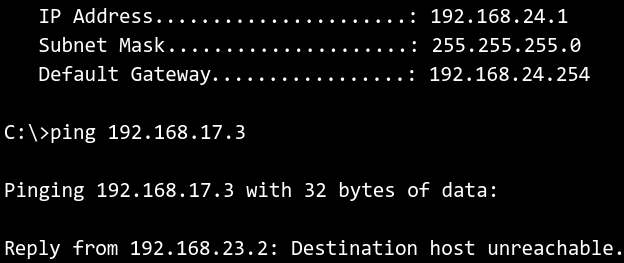 IP Address......................: 192.168.24.1
Subnet Mask.....................: 255.255.255.0
Default Gateway.................: 192.168.24.254
C:\>ping 192.168.17.3
Pinging 192.168.17.3 with 32 bytes of data:
Reply from 192.168.23.2: Destination host unreachable.